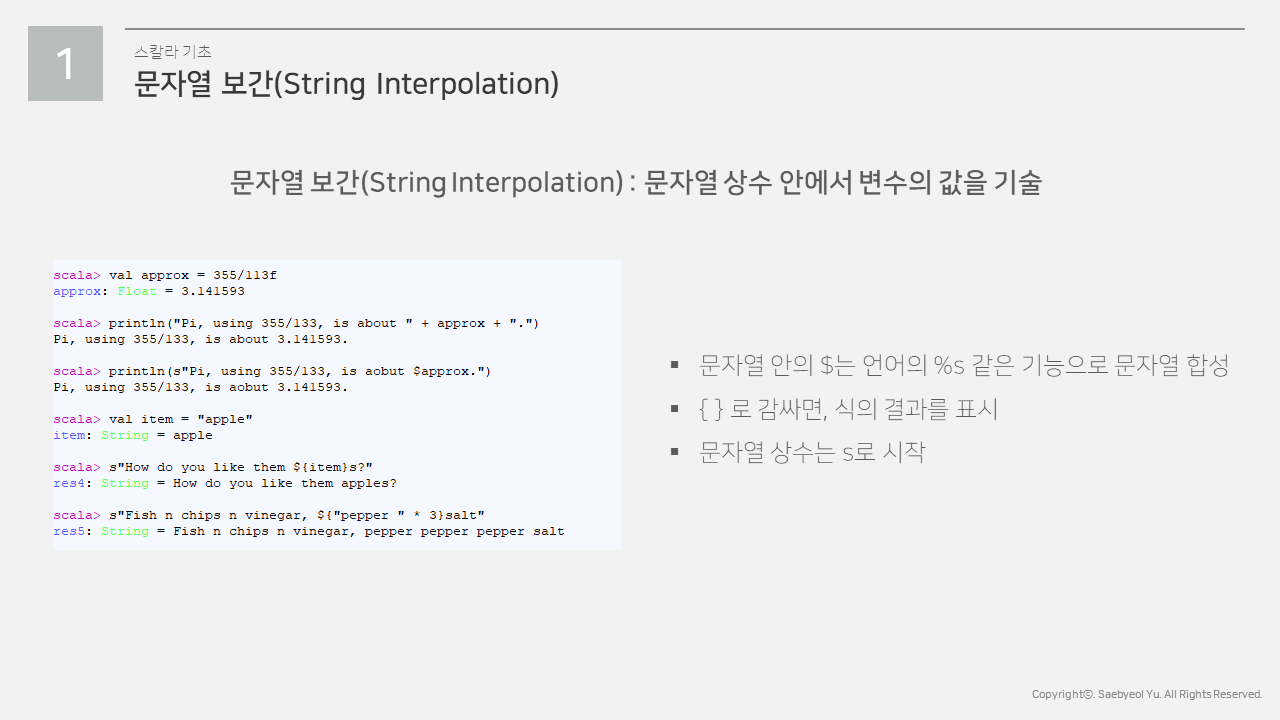 1
스칼라 기초
문자열 보간(String Interpolation)
문자열 보간(String Interpolation) : 문자열 상수 안에서 변수의 값을 기술
scala> val approx = 355/113f
approx: Float = 3.141593
scala> println("Pi, using 355/133, is about " + approx + ".")
Pi, using 355/133, is about 3.141593.
scala> println(s"Pi, using 355/133, is aobut $approx.")
Pi, using 355/133, is aobut 3.141593.
scala> val item = "apple"
item: String = apple
scala> s"How do you like them ${item}s?"
res4: String = How do you like them apples?
scala> s"Fish n chips n vinegar, ${"pepper " * 3}salt"
res5: String = Fish n chips n vinegar, pepper pepper pepper salt
▪ 문자열 안의 $는 언어의 %s 같은 기능으로 문자열 합성
▪ { } 로 감싸면, 식의 결과를 표시
▪ 문자열 상수는 s로 시작
Copyrightⓒ. Saebyeol Yu. All Rights Reserved.